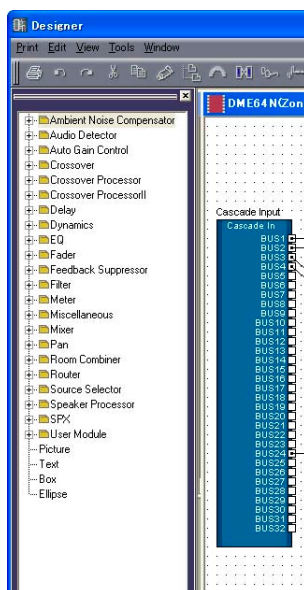 Designer
Print Edit View Tools Window
DME64N(Zon
Ambient Noise Compensator
Audio Detector
Auto Gain Control
Crossover
Crossover Processor
Crossover ProcessorII
Delay
Dynamics
EQ
Fader
Feedback Suppressor
Filter
Meter
Miscellaneous
Mixer
Pan
Room Combiner
Router
Source Selector
Speaker Processor
SPX
User Module
Picture
Text
Box
Ellipse
Cascade Input
Cascade In
BUS1
BUS2
BUS3
BUS4
BUS5
BUS6
BUS7
BUS8
BUS9
BUS10
BUS11
BUS12
BUS13
BUS14
BUS15
BUS16
BUS17
BUS18
BUS19
BUS20
BUS21
BUS22
BUS23
BUS24
BUS25
BUS26
BUS27
BUS28
BUS29
BUS30
BUS31
BUS32